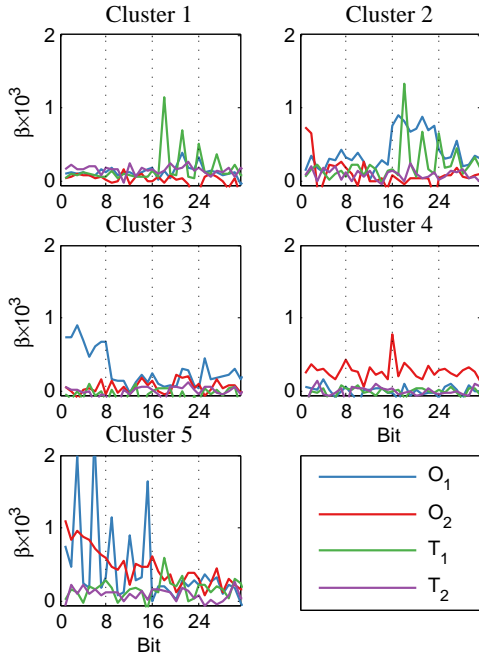 Cluster 1
Cluster 2
β×10³
2
1
0
0 8 16 24
2
1
0
0 8 16 24
Cluster 3
Cluster 4
β×10³
2
1
0
0 8 16 24
2
1
0
0 8 16 24
Bit
Cluster 5
β×10³
2
1
0
0 8 16 24
Bit
O₁
O₂
T₁
T₂